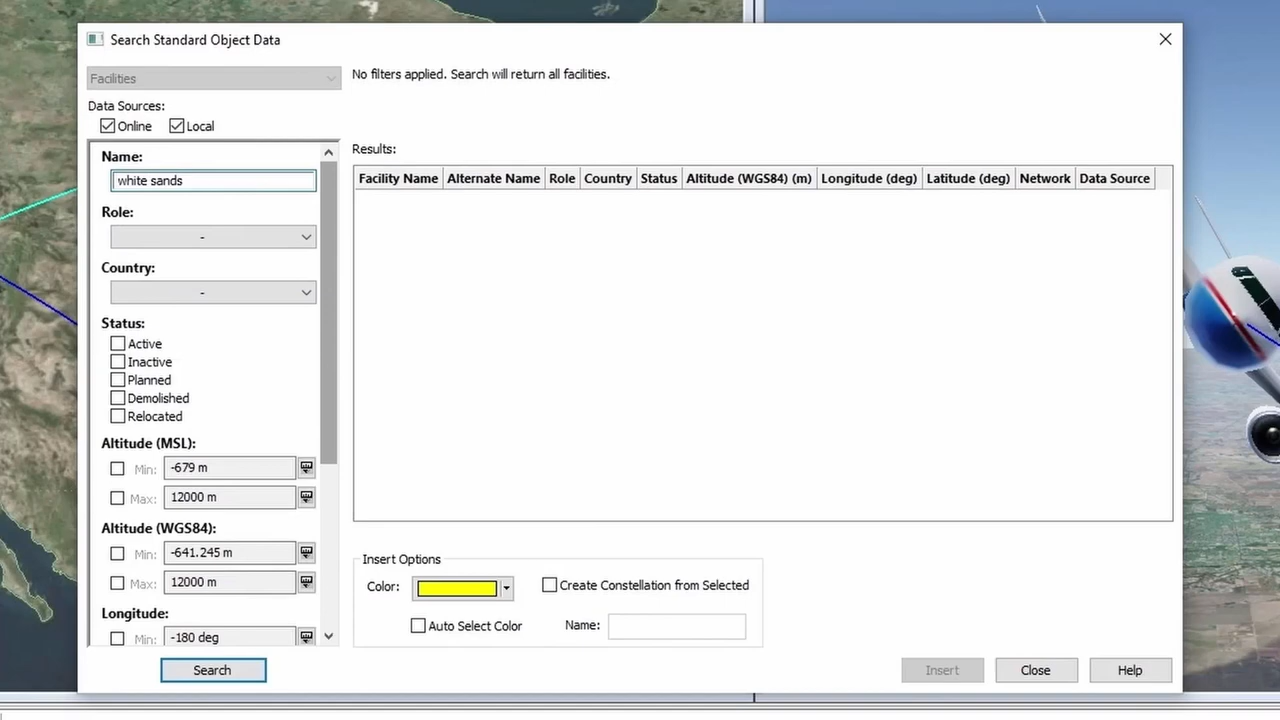 Search Standard Object Data
Facilities
No filters applied. Search will return all facilities.
Data Sources:
Online Local
Name:
white sands
Role:
-
Country:
-
Status:
Active
Inactive
Planned
Demolished
Relocated
Altitude (MSL):
Min: -679 m
Max: 12000 m
Altitude (WGS84):
Min: -641.245 m
Max: 12000 m
Longitude:
Min: -180 deg
Search
Results:
Facility Name Alternate Name Role Country Status Altitude (WGS84) (m) Longitude (deg) Latitude (deg) Network Data Source
Insert Options
Color: Create Constellation from Selected
Auto Select Color Name:
Insert Close Help